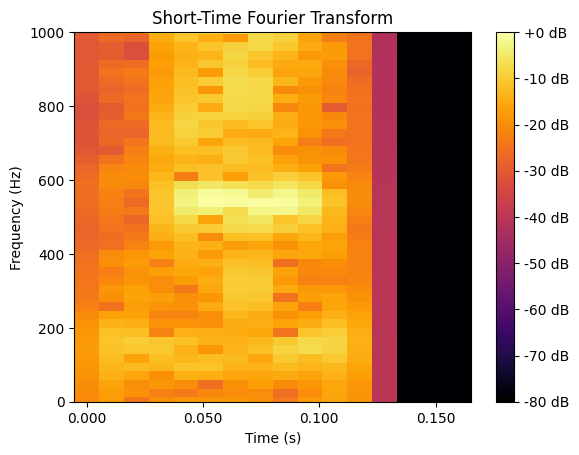 Short-Time Fourier Transform
1000
800
600
400
200
0
Frequency (Hz)
0.000
0.050
0.100
0.150
Time (s)
+0 dB
-10 dB
-20 dB
-30 dB
-40 dB
-50 dB
-60 dB
-70 dB
-80 dB